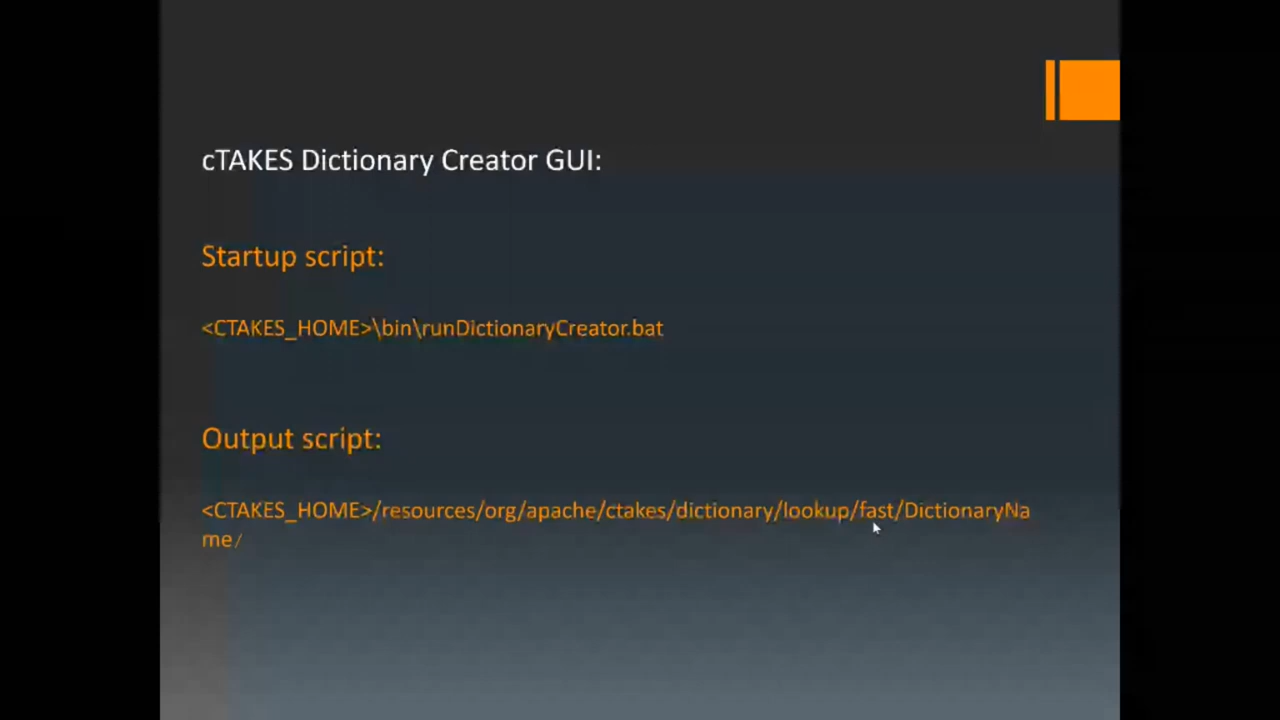 cTAKES Dictionary Creator GUI:
Startup script:
<CTAKES_HOME>\bin\runDictionaryCreator.bat
Output script:
<CTAKES_HOME>/resources/org/apache/ctakes/dictionary/lookup/fast/DictionaryNa
me/